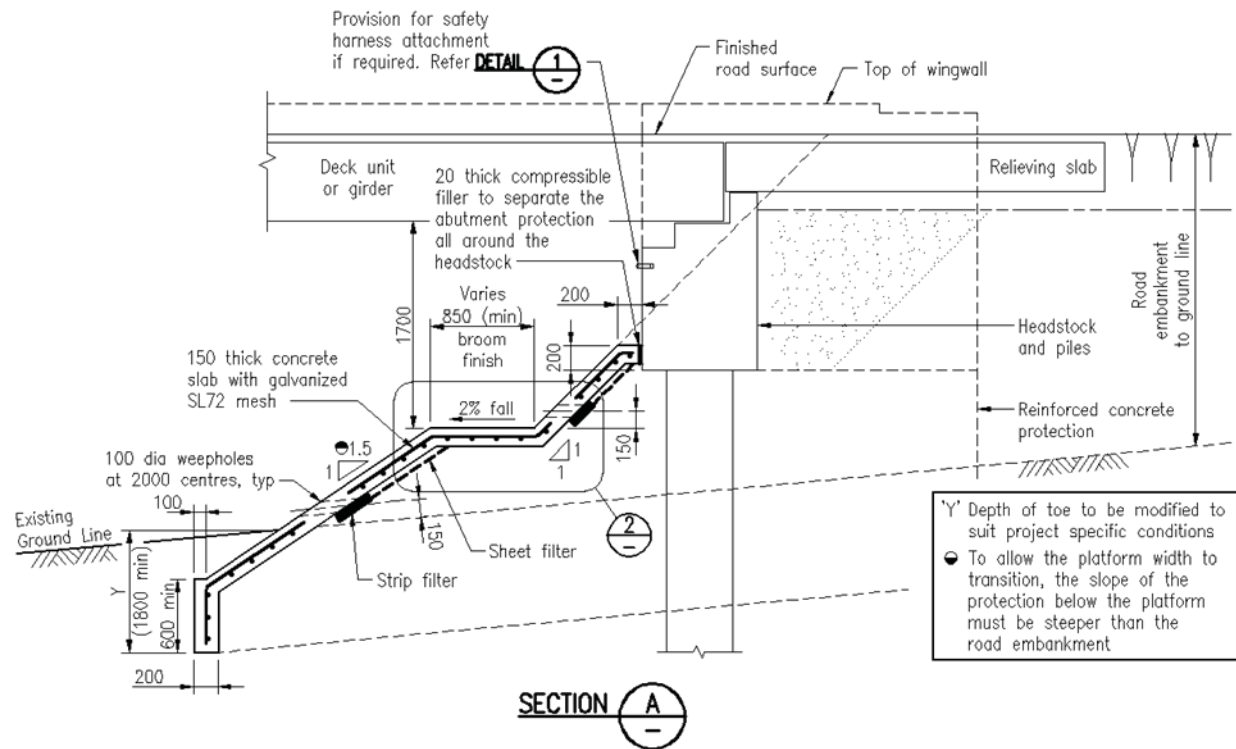 Provision for safety
harness attachment
if required. Refer DETAIL
1
–
Finished
road surface
Top of wingwall
Deck unit
or girder
20 thick compressible
filler to separate the
abutment protection
all around the
headstock
Relieving slab
1700
Varies
850 (min)
broom
finish
200
200
Road
embankment
to ground line
Headstock
and piles
150 thick concrete
slab with galvanized
SL72 mesh
2% fall
Reinforced concrete
protection
1.5
1
1
1
150
100 dia weepholes
at 2000 centres, typ
100
Existing
Ground Line
150
Sheet filter
2
–
Strip filter
Y
(1800 min)
600 min
200
'Y' Depth of toe to be modified to
suit project specific conditions
To allow the platform width to
transition, the slope of the
protection below the platform
must be steeper than the
road embankment
SECTION
A
–